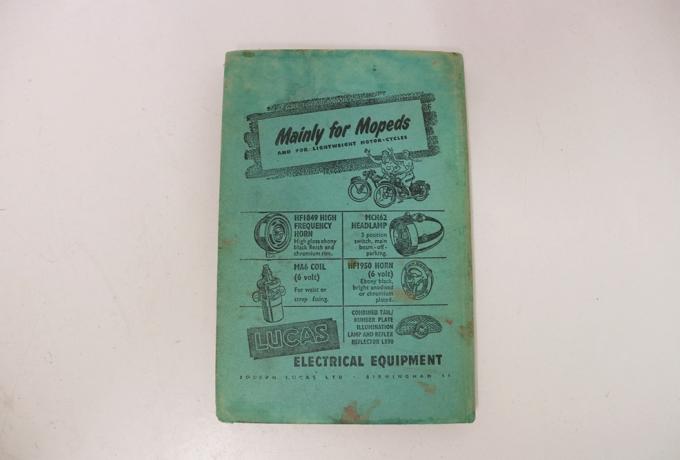 Mainly for Mopeds
AND FOR LIGHTWEIGHT MOTOR-CYCLES
HF1849 HIGH
FREQUENCY
HORN
High gloss ebony
black finish and
chromium rim.
MCH62
HEADLAMP
3 position
switch, main
beam - off -
parking.
MA6 COIL
(6 volt)
For waist or
strap fixing.
HF1950 HORN
(6 volt)
Ebony black,
bright anodised
or chromium
plated.
LUCAS
COMBINED TAIL/
NUMBER PLATE
ILLUMINATION
LAMP AND REFLEX
REFLECTOR L590
ELECTRICAL EQUIPMENT
JOSEPH LUCAS LTD · BIRMINGHAM